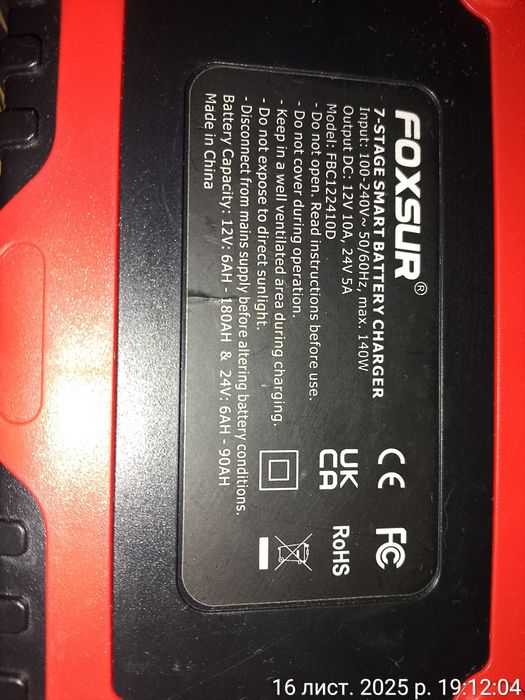 FOXSUR®
7-STAGE SMART BATTERY CHARGER
Input: 100-240V~ 50/60Hz, max. 140W
Output DC: 12V 10A, 24V 5A
Model: FBC122410D
- Do not open. Read instructions before use.
- Do not cover during operation.
- Keep in a well ventilated area during charging.
- Do not expose to direct sunlight.
- Disconnect from mains supply before altering battery conditions.
Battery Capacity: 12V: 6AH - 180AH & 24V: 6AH - 90AH
Made in China
CE FC
UK
CA
RoHS
16 лист. 2025 р. 19:12:04